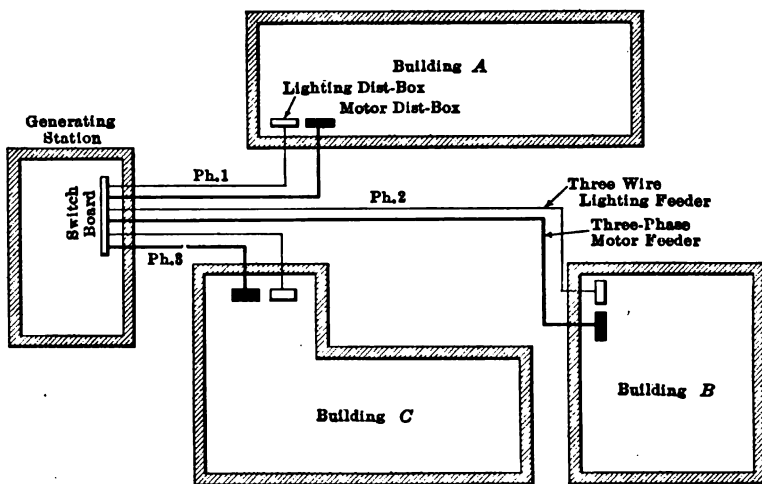 Building A
Lighting Dist-Box
Motor Dist-Box
Generating
Station
Switch
Board
Ph.1
Ph.2
Ph.3
Three Wire
Lighting Feeder
Three-Phase
Motor Feeder
Building C
Building B